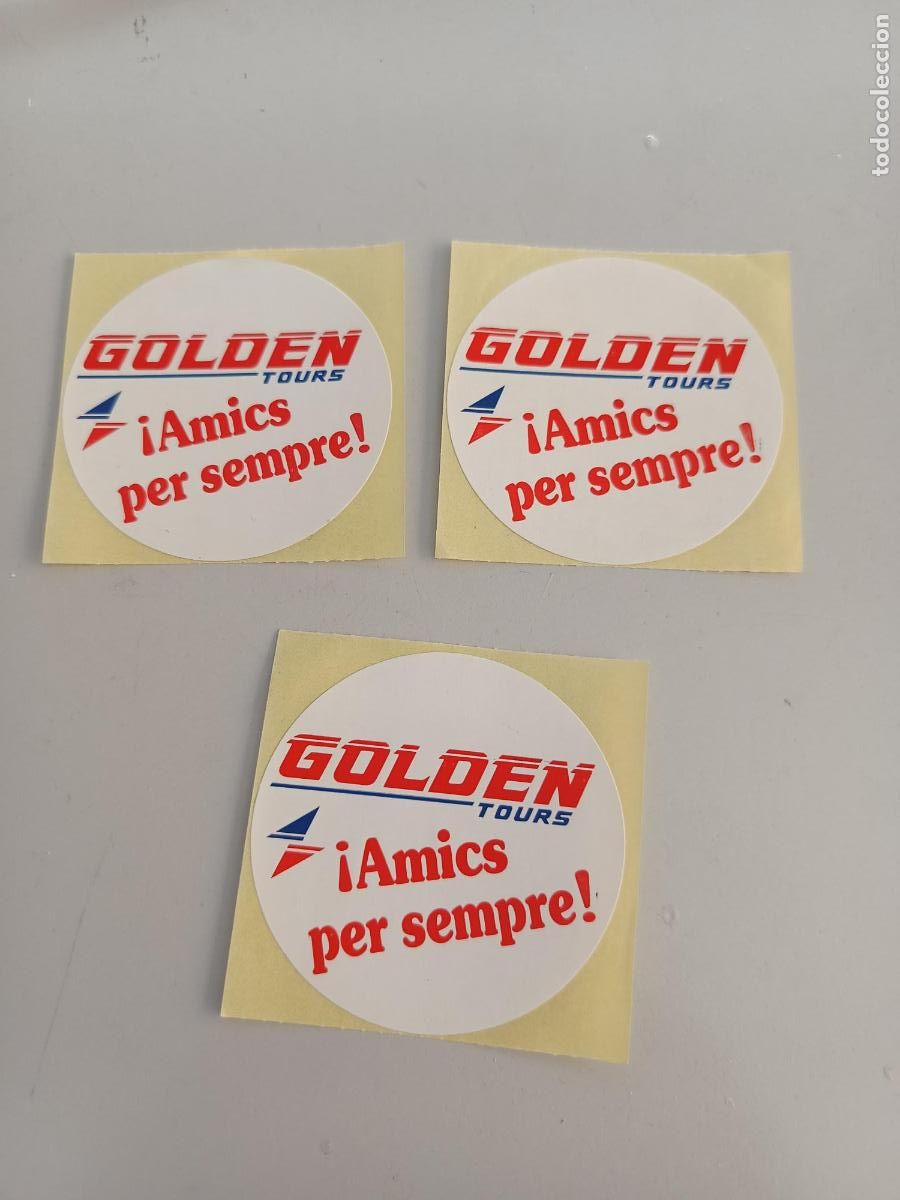 todocoleccion
GOLDEN
TOURS
¡Amics
per sempre!
GOLDEN
TOURS
¡Amics
per sempre!
GOLDEN
TOURS
¡Amics
per sempre!